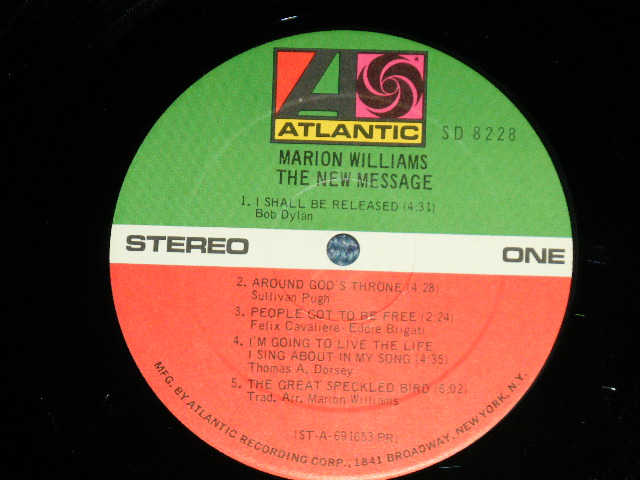 ATLANTIC
SD 8228
MARION WILLIAMS
THE NEW MESSAGE
1. I SHALL BE RELEASED (4:31)
Bob Dylan
STEREO
ONE
2. AROUND GOD'S THRONE (4:28)
Sullivan Pugh
3. PEOPLE GOT TO BE FREE (2:24)
Felix Cavaliere - Eddie Brigati
4. I'M GOING TO LIVE THE LIFE
I SING ABOUT IN MY SONG (4:35)
Thomas A. Dorsey
5. THE GREAT SPECKLED BIRD (6:02)
Trad. Arr. Marion Williams
(ST-A-691653 PR)
MFG. BY ATLANTIC RECORDING CORP., 1841 BROADWAY, NEW YORK, N.Y.